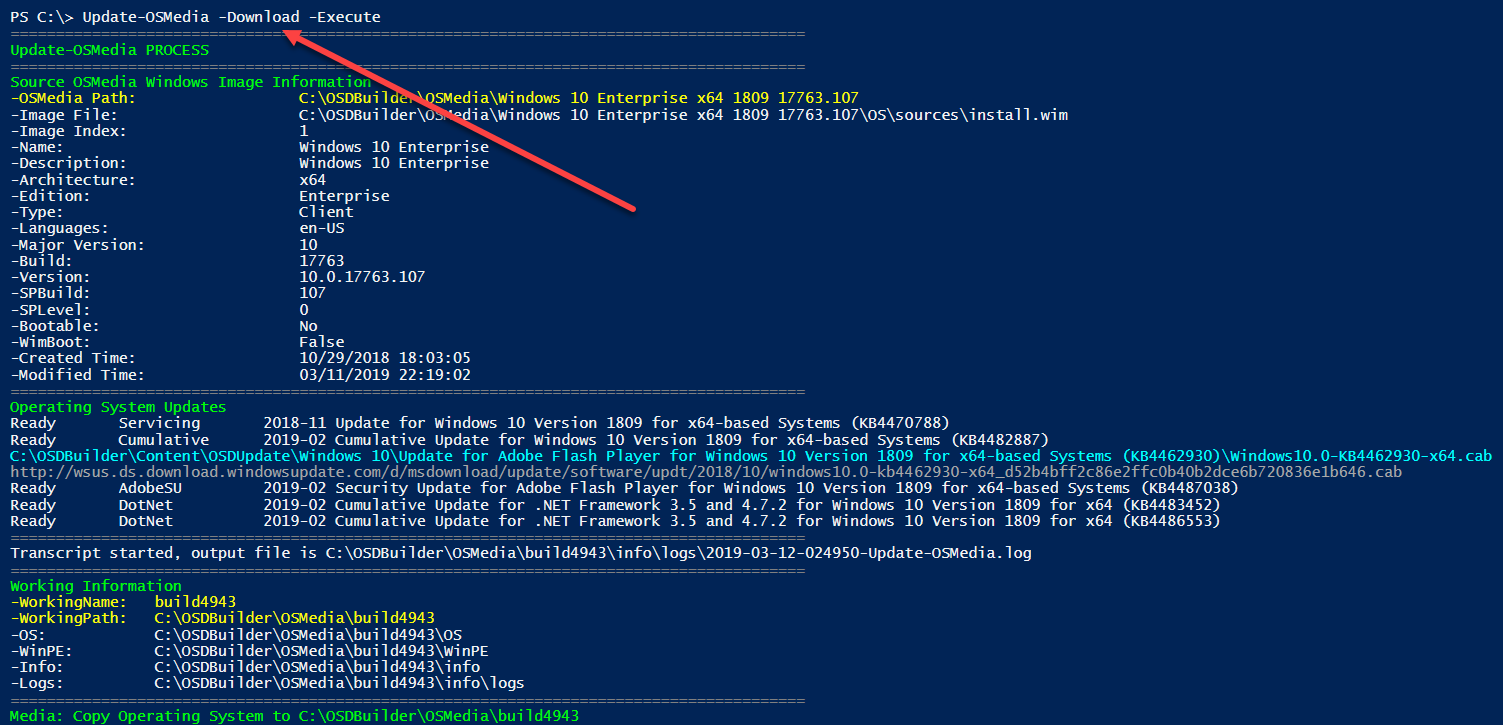 PS C:\> Update-OSMedia -Download -Execute
========================================================================================
Update-OSMedia PROCESS
========================================================================================
Source OSMedia Windows Image Information
-OSMedia Path: C:\OSDBuilder\OSMedia\Windows 10 Enterprise x64 1809 17763.107
-Image File: C:\OSDBuilder\OSMedia\Windows 10 Enterprise x64 1809 17763.107\OS\sources\install.wim
-Image Index: 1
-Name: Windows 10 Enterprise
-Description: Windows 10 Enterprise
-Architecture: x64
-Edition: Enterprise
-Type: Client
-Languages: en-US
-Major Version: 10
-Build: 17763
-Version: 10.0.17763.107
-SPBuild: 107
-SPLevel: 0
-Bootable: No
-WimBoot: False
-Created Time: 10/29/2018 18:03:05
-Modified Time: 03/11/2019 22:19:02
========================================================================================
Operating System Updates
Ready Servicing 2018-11 Update for Windows 10 Version 1809 for x64-based Systems (KB4470788)
Ready Cumulative 2019-02 Cumulative Update for Windows 10 Version 1809 for x64-based Systems (KB4482887)
C:\OSDBuilder\Content\OSDUpdate\Windows 10\Update for Adobe Flash Player for Windows 10 Version 1809 for x64-based Systems (KB4462930)\Windows10.0-KB4462930-x64.cab
http://wsus.ds.download.windowsupdate.com/d/msdownload/update/software/updt/2018/10/windows10.0-kb4462930-x64_d52b4bff2c86e2ffc0b40b2dce6b720836e1b646.cab
Ready AdobeSU 2019-02 Security Update for Adobe Flash Player for Windows 10 Version 1809 for x64-based Systems (KB4487038)
Ready DotNet 2019-02 Cumulative Update for .NET Framework 3.5 and 4.7.2 for Windows 10 Version 1809 for x64 (KB4483452)
Ready DotNet 2019-02 Cumulative Update for .NET Framework 3.5 and 4.7.2 for Windows 10 Version 1809 for x64 (KB4486553)
========================================================================================
Transcript started, output file is C:\OSDBuilder\OSMedia\build4943\info\logs\2019-03-12-024950-Update-OSMedia.log
========================================================================================
Working Information
-WorkingName: build4943
-WorkingPath: C:\OSDBuilder\OSMedia\build4943
-OS: C:\OSDBuilder\OSMedia\build4943\OS
-WinPE: C:\OSDBuilder\OSMedia\build4943\WinPE
-Info: C:\OSDBuilder\OSMedia\build4943\info
-Logs: C:\OSDBuilder\OSMedia\build4943\info\logs
========================================================================================
Media: Copy Operating System to C:\OSDBuilder\OSMedia\build4943